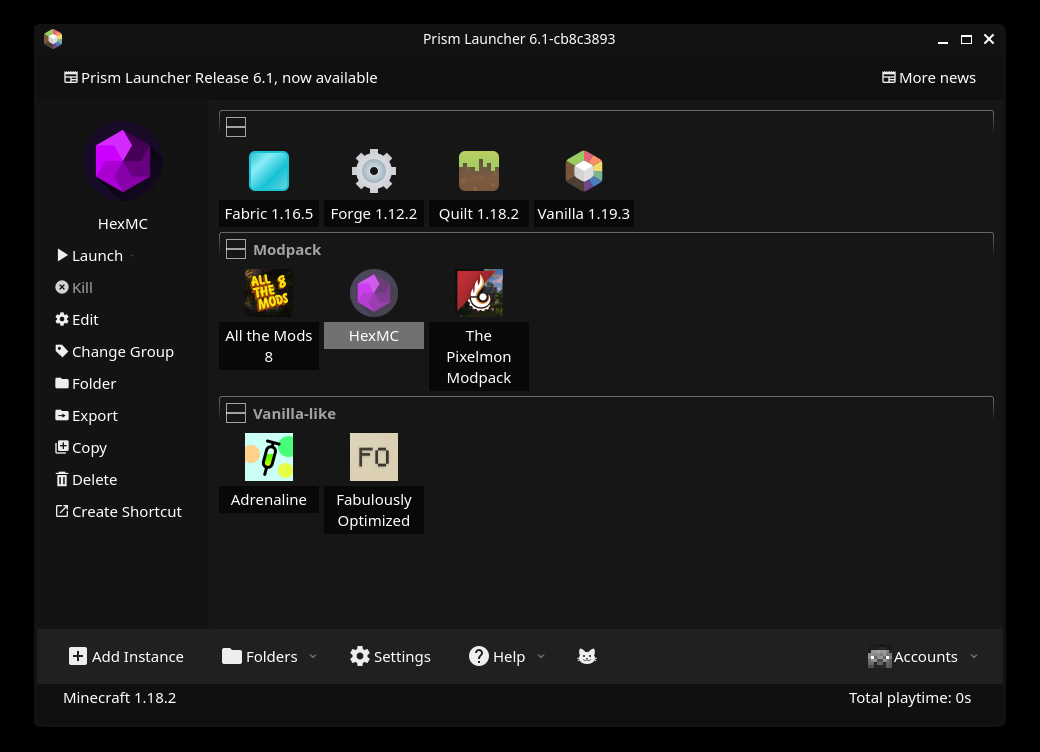 Prism Launcher 6.1-cb8c3893
Prism Launcher Release 6.1, now available
More news
HexMC
Launch
Kill
Edit
Change Group
Folder
Export
Copy
Delete
Create Shortcut
Fabric 1.16.5
Forge 1.12.2
Quilt 1.18.2
Vanilla 1.19.3
Modpack
ALL 8
THE
MODS
All the Mods
8
HexMC
The
Pixelmon
Modpack
Vanilla-like
Adrenaline
FO
Fabulously
Optimized
Add Instance
Folders
Settings
Help
Accounts
Minecraft 1.18.2
Total playtime: 0s